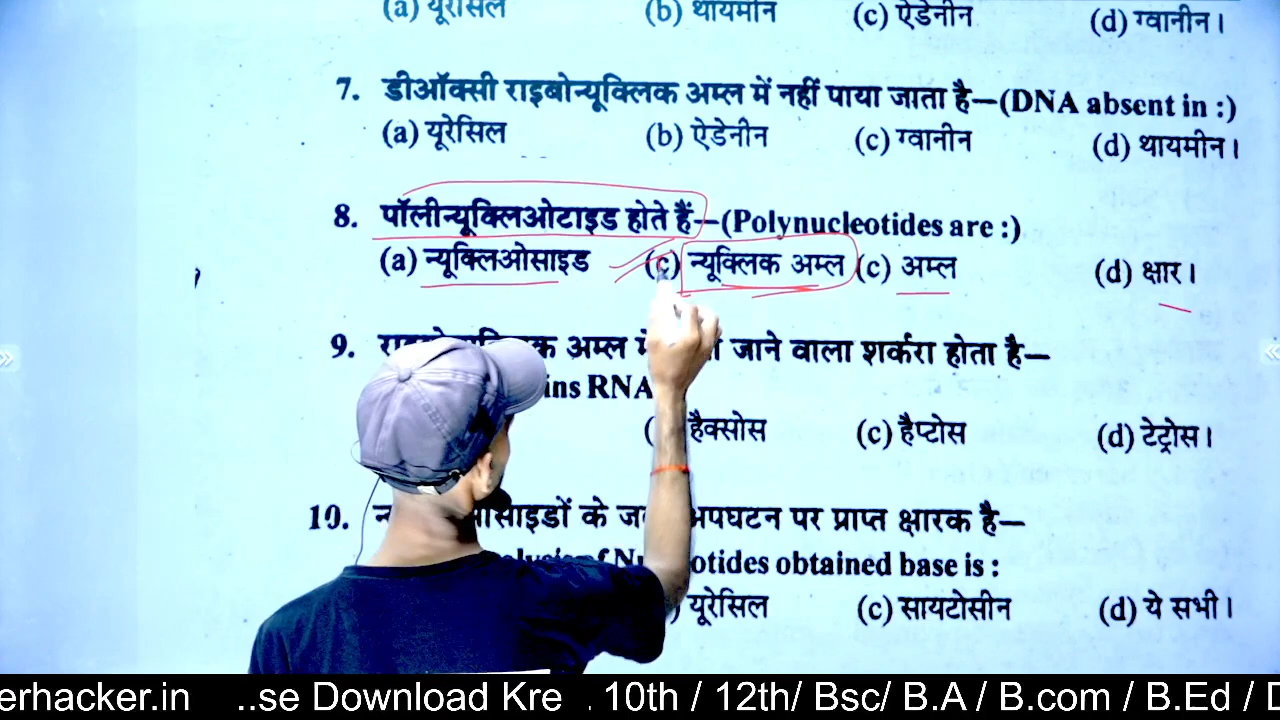 (a) यूरेसिल (b) थायमीन (c) ऐडेनीन (d) ग्वानीन।
7. डीऑक्सी राइबोन्यूक्लिक अम्ल में नहीं पाया जाता है—(DNA absent in :)
(a) यूरेसिल (b) ऐडेनीन (c) ग्वानीन (d) थायमीन।
8. पॉलीन्यूक्लिओटाइड होते हैं—(Polynucleotides are :)
(a) न्यूक्लिओसाइड (c) न्यूक्लिक अम्ल (c) अम्ल (d) क्षार।
9. अम्ल जाने वाला शर्करा होता है—
RNA
हैक्सोस (c) हैप्टोस (d) टेट्रोस।
10. के अपघटन पर प्राप्त क्षारक है—
obtained base is :
यूरेसिल (c) सायटोसीन (d) ये सभी।
erhacker.in ..se Download Kre . 10th / 12th/ Bsc/ B.A / B.com / B.Ed / D